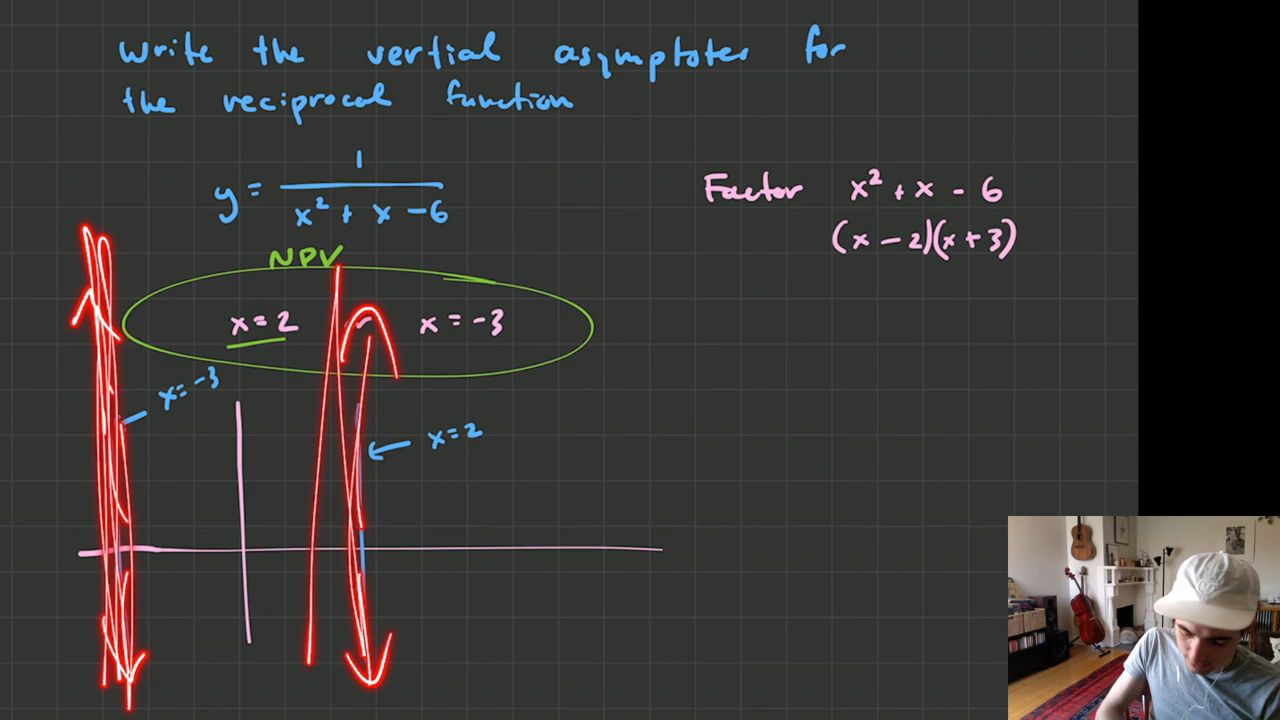 write the vertial asymptotes for
the reciprocal function
y = 1 / (x² + x - 6)
Factor x² + x - 6
(x - 2)(x + 3)
NPV
x = 2 x = -3
x = -3
x = 2